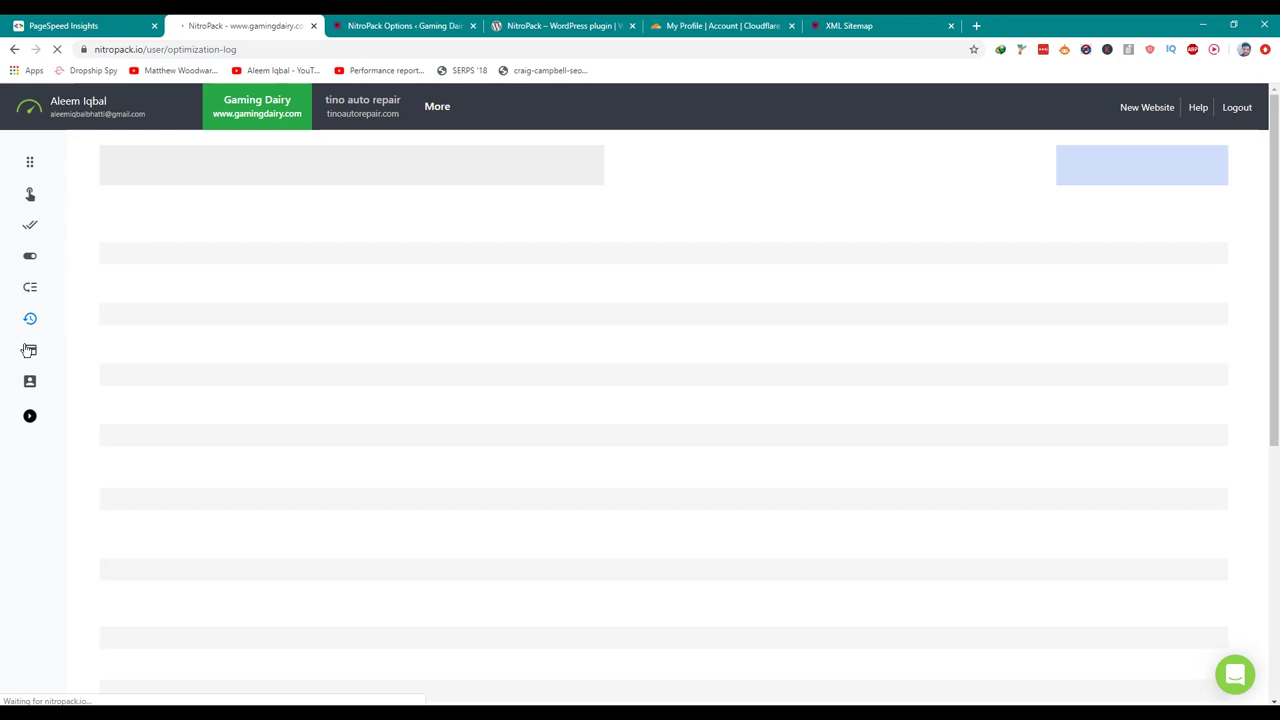 PageSpeed Insights
NitroPack - www.gamingdairy.co
NitroPack Options ‹ Gaming Dai
NitroPack – WordPress plugin | W
My Profile | Account | Cloudflare
XML Sitemap
nitropack.io/user/optimization-log
Apps
Dropship Spy
Matthew Woodwar...
Aleem Iqbal - YouT...
Performance report...
SERPS '18
craig-campbell-seo...
Aleem Iqbal
aleemiqbalbhatti@gmail.com
Gaming Dairy
www.gamingdairy.com
tino auto repair
tinoautorepair.com
More
New Website
Help
Logout
IQ
ABP
Waiting for nitropack.io...